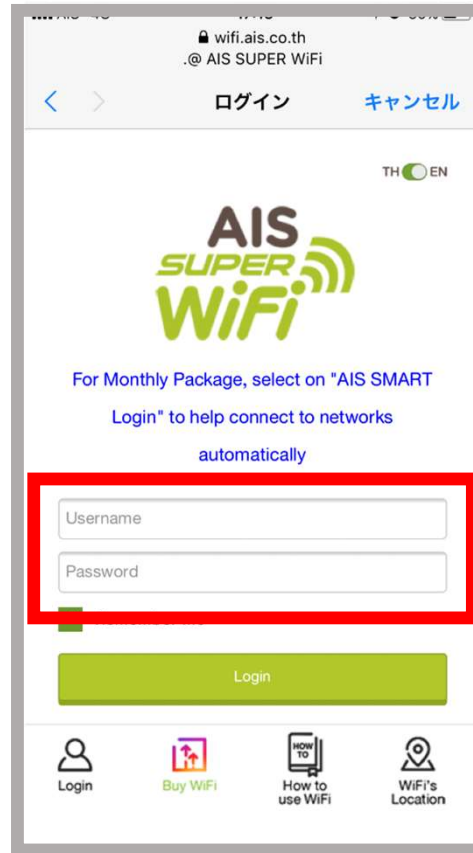 wifi.ais.co.th
.@ AIS SUPER WiFi
ログイン
キャンセル
TH EN
AIS
SUPER
WiFi
For Monthly Package, select on "AIS SMART
Login" to help connect to networks
automatically
Username
Password
Login
HOW
TO
Login
Buy WiFi
How to
use WiFi
WiFi's
Location